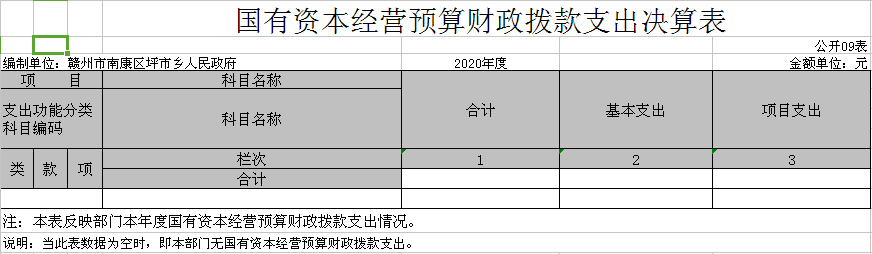 国有资本经营预算财政拨款支出决算表
公开09表
编制单位：赣州市南康区坪市乡人民政府 2020年度 金额单位：元
项 目 科目名称 合计 基本支出 项目支出
支出功能分类
科目编码 科目名称
类 款 项 栏次 1 2 3
合计
注：本表反映部门本年度国有资本经营预算财政拨款支出情况。
说明：当此表数据为空时，即本部门无国有资本经营预算财政拨款支出。